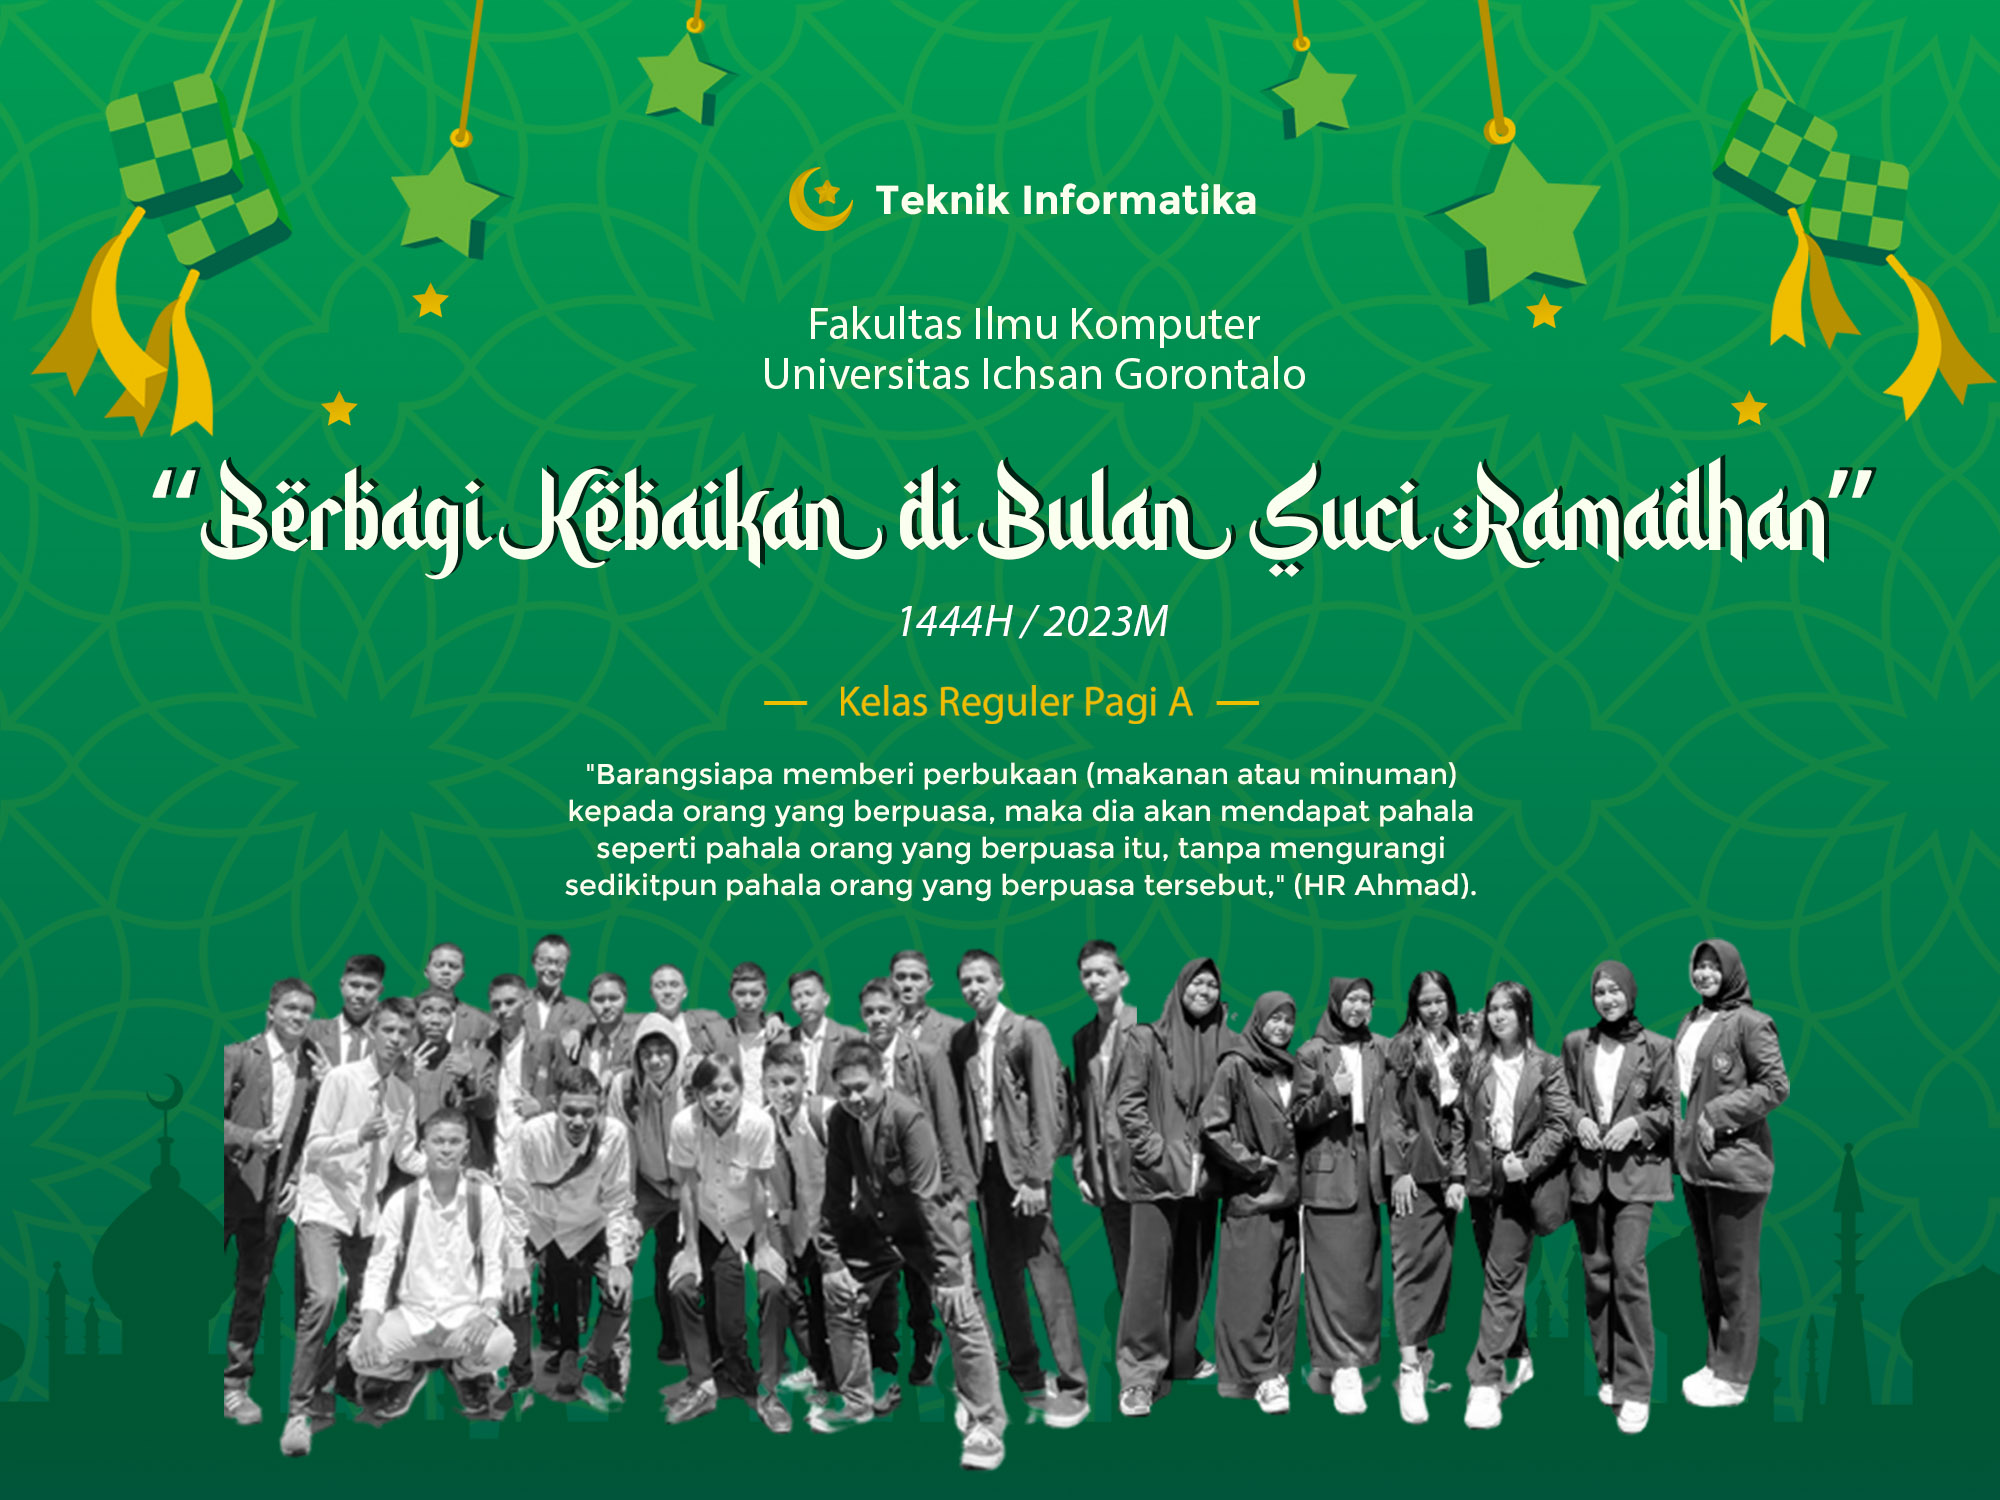 Teknik Informatika
Fakultas Ilmu Komputer
Universitas Ichsan Gorontalo
“Berbagi Kebaikan di Bulan Suci Ramadhan”
1444H / 2023M
— Kelas Reguler Pagi A —
"Barangsiapa memberi perbukaan (makanan atau minuman)
kepada orang yang berpuasa, maka dia akan mendapat pahala
seperti pahala orang yang berpuasa itu, tanpa mengurangi
sedikitpun pahala orang yang berpuasa tersebut," (HR Ahmad).